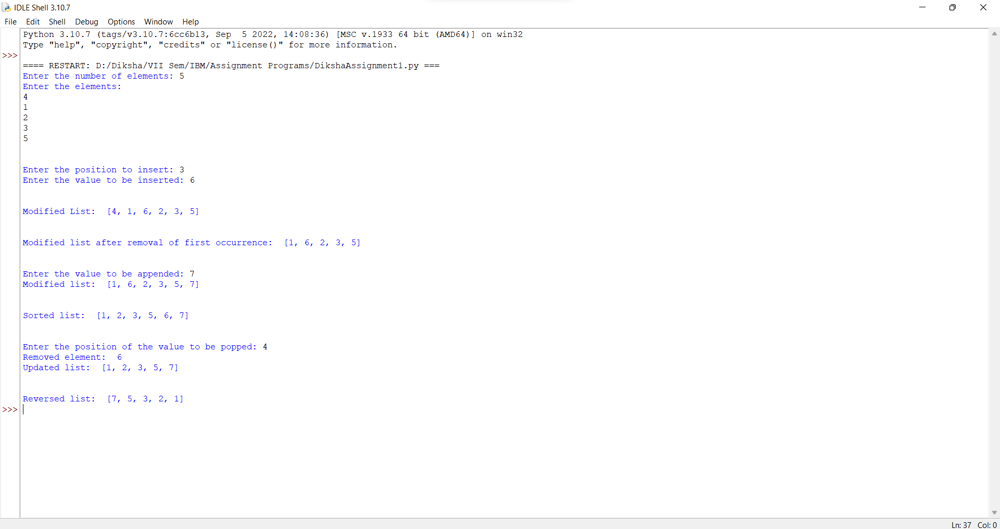 IDLE Shell 3.10.7
File Edit Shell Debug Options Window Help
Python 3.10.7 (tags/v3.10.7:6cc6b13, Sep  5 2022, 14:08:36) [MSC v.1933 64 bit (AMD64)] on win32
Type "help", "copyright", "credits" or "license()" for more information.
>>>
==== RESTART: D:/Diksha/VII Sem/IBM/Assignment Programs/DikshaAssignment1.py ===
Enter the number of elements: 5
Enter the elements:
4
1
2
3
5
Enter the position to insert: 3
Enter the value to be inserted: 6
Modified List:  [4, 1, 6, 2, 3, 5]
Modified list after removal of first occurrence:  [1, 6, 2, 3, 5]
Enter the value to be appended: 7
Modified list:  [1, 6, 2, 3, 5, 7]
Sorted list:  [1, 2, 3, 5, 6, 7]
Enter the position of the value to be popped: 4
Removed element:  6
Updated list:  [1, 2, 3, 5, 7]
Reversed list:  [7, 5, 3, 2, 1]
>>>
Ln: 37 Col: 0